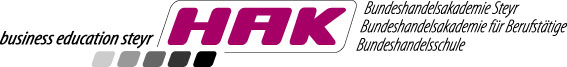 business education steyr
HAK
Bundeshandelsakademie Steyr
Bundeshandelsakademie für Berufstätige
Bundeshandelsschule